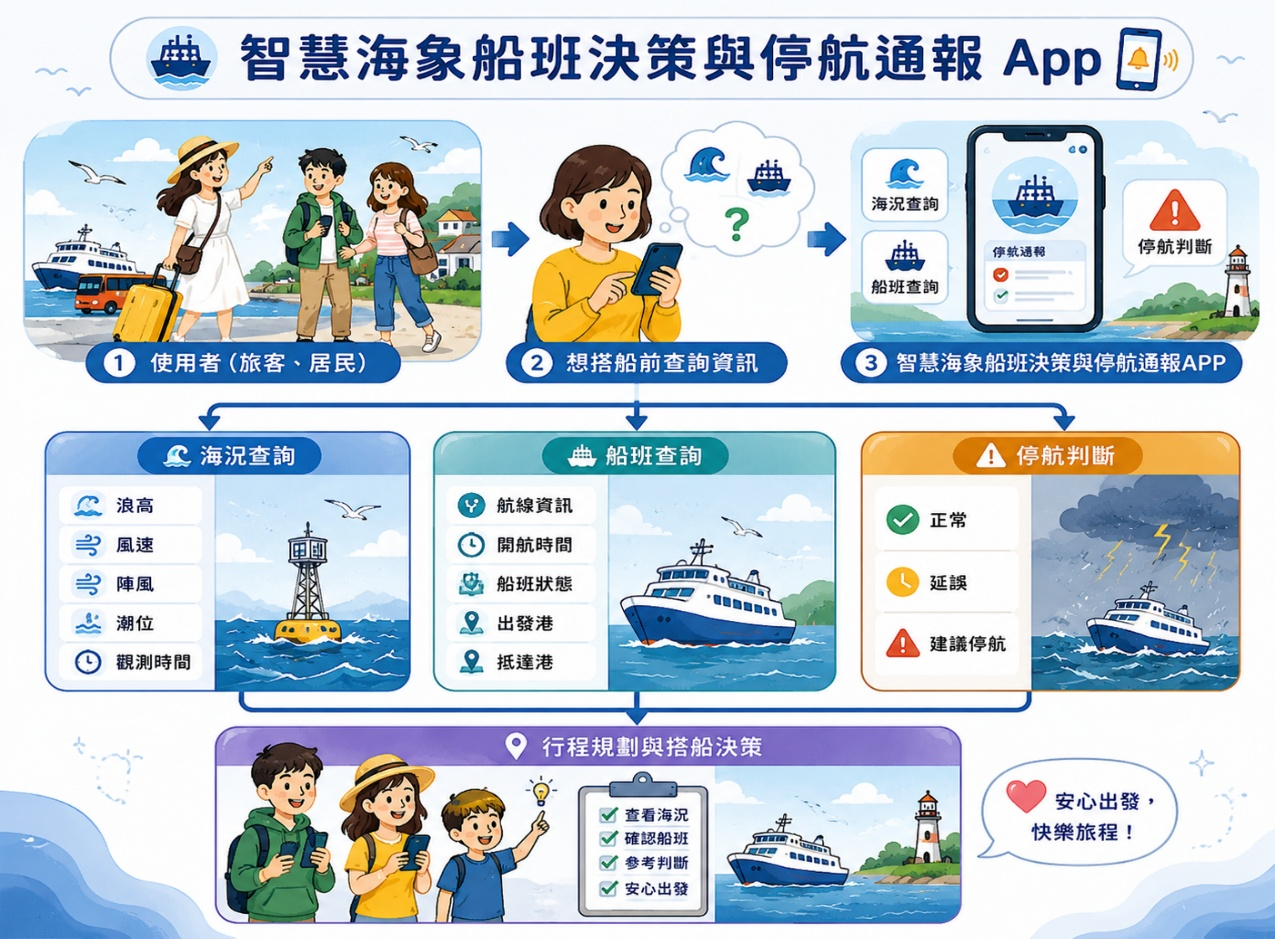 智慧海象船班決策與停航通報 App
海況查詢
船班查詢
停航通報
停航判斷
?
1 使用者（旅客、居民）
2 想搭船前查詢資訊
3 智慧海象船班決策與停航通報APP
海況查詢
浪高
風速
陣風
潮位
觀測時間
船班查詢
航線資訊
開航時間
船班狀態
出發港
抵達港
停航判斷
正常
延誤
建議停航
行程規劃與搭船決策
查看海況
確認船班
參考判斷
安心出發
安心出發，
快樂旅程！